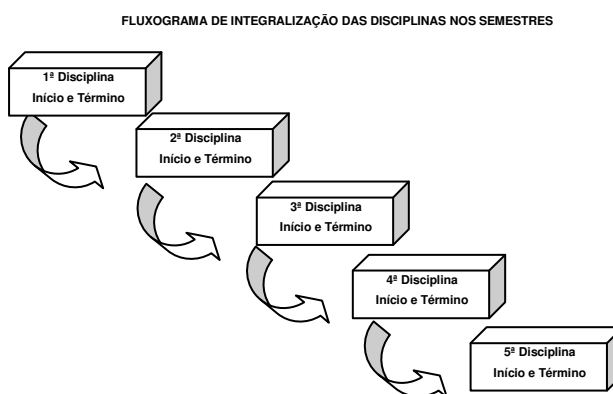 FLUXOGRAMA DE INTEGRALIZAÇÃO DAS DISCIPLINAS NOS SEMESTRES
1ª Disciplina
Início e Término
2ª Disciplina
Início e Término
3ª Disciplina
Início e Término
4ª Disciplina
Início e Término
5ª Disciplina
Início e Término